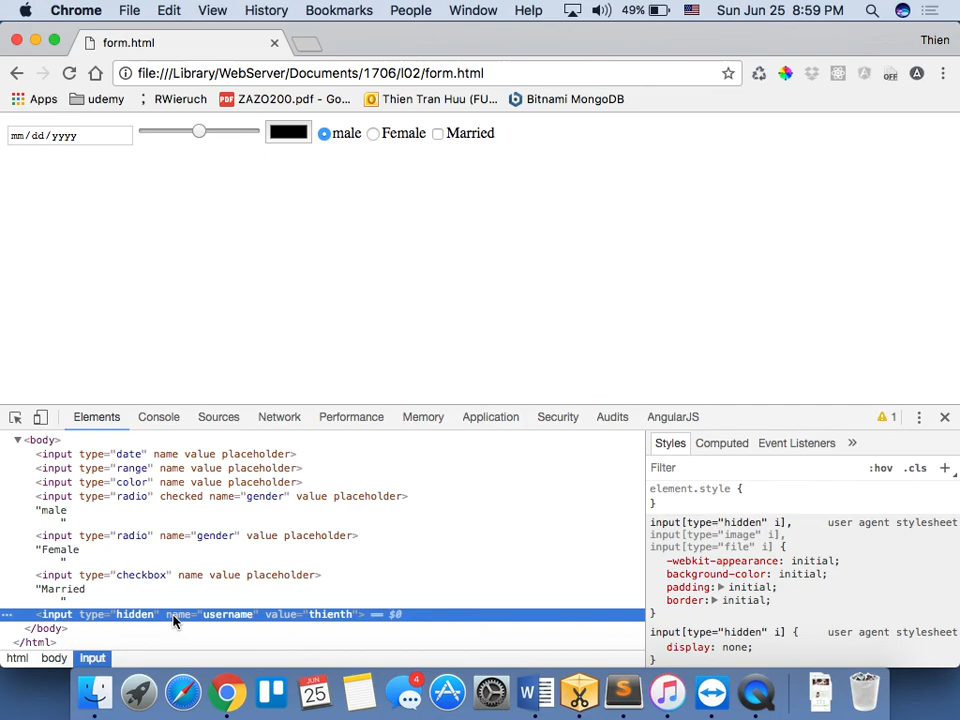 Chrome File Edit View History Bookmarks People Window Help 49% Sun Jun 25 8:59 PM
form.html
Thien
file:///Library/WebServer/Documents/1706/l02/form.html
OFF
A
Apps udemy RWieruch PDF ZAZO200.pdf - Go... Thien Tran Huu (FU... Bitnami MongoDB
mm/dd/yyyy male Female Married
Elements Console Sources Network Performance Memory Application Security Audits AngularJS 1
<body>
<input type="date" name value placeholder>
<input type="range" name value placeholder>
<input type="color" name value placeholder>
<input type="radio" checked name="gender" value placeholder>
"male
"
<input type="radio" name="gender" value placeholder>
"Female
"
<input type="checkbox" name value placeholder>
"Married
"
<input type="hidden" name="username" value="thienth"> == $0
</body>
</html>
html body Input
Styles Computed Event Listeners »
Filter :hov .cls +
element.style {
}
input[type="hidden" i], user agent stylesheet
input[type="image" i],
input[type="file" i] {
-webkit-appearance: initial;
background-color: initial;
padding: initial;
border: initial;
}
input[type="hidden" i] { user agent stylesheet
display: none;
}
JUN
25
4
W
S